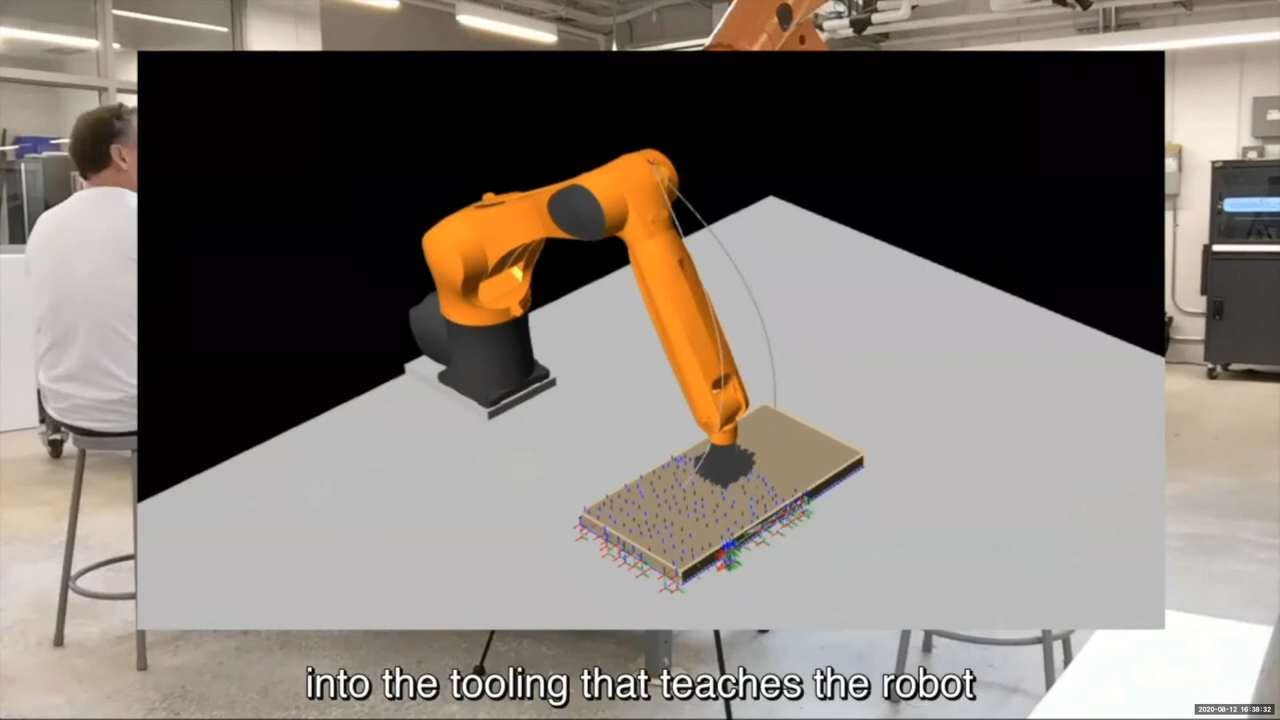 into the tooling that teaches the robot
2020-08-12 16:38:32